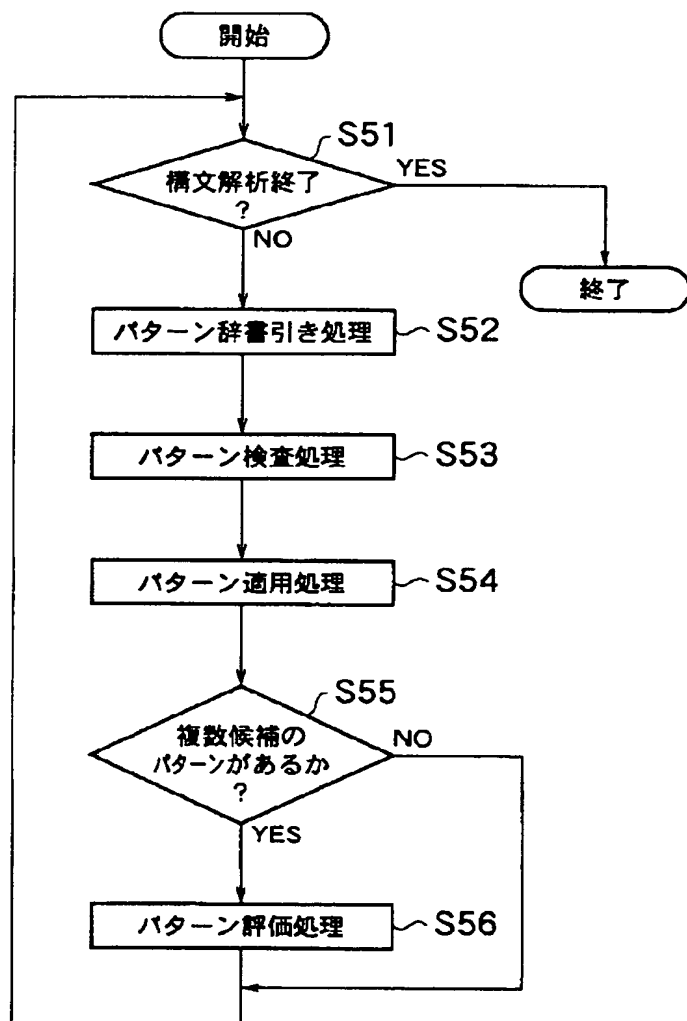 開始
S51
構文解析終了
?
YES
NO
終了
パターン辞書引き処理
S52
パターン検査処理
S53
パターン適用処理
S54
S55
複数候補の
パターンがあるか
?
NO
YES
パターン評価処理
S56